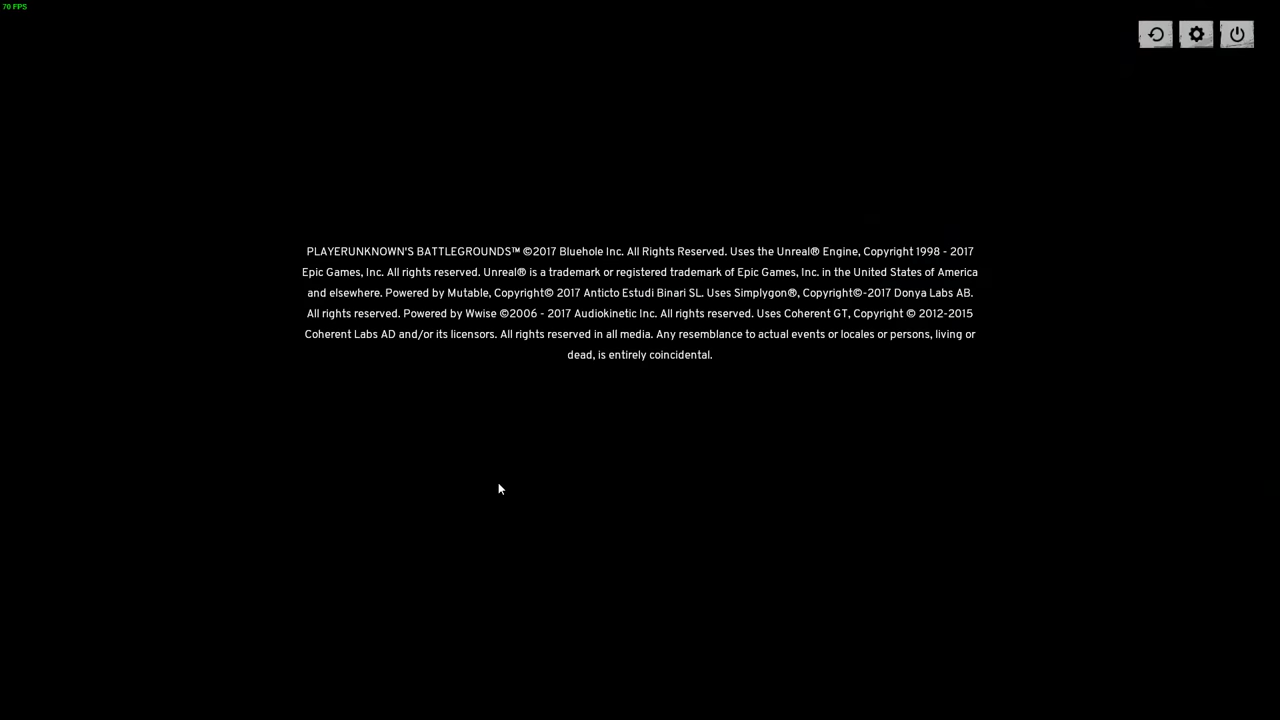 70 FPS
PLAYERUNKNOWN'S BATTLEGROUNDS™ ©2017 Bluehole Inc. All Rights Reserved. Uses the Unreal® Engine, Copyright 1998 - 2017
Epic Games, Inc. All rights reserved. Unreal® is a trademark or registered trademark of Epic Games, Inc. in the United States of America
and elsewhere. Powered by Mutable, Copyright© 2017 Anticto Estudi Binari SL. Uses Simplygon®, Copyright©-2017 Donya Labs AB.
All rights reserved. Powered by Wwise ©2006 - 2017 Audiokinetic Inc. All rights reserved. Uses Coherent GT, Copyright © 2012-2015
Coherent Labs AD and/or its licensors. All rights reserved in all media. Any resemblance to actual events or locales or persons, living or
dead, is entirely coincidental.